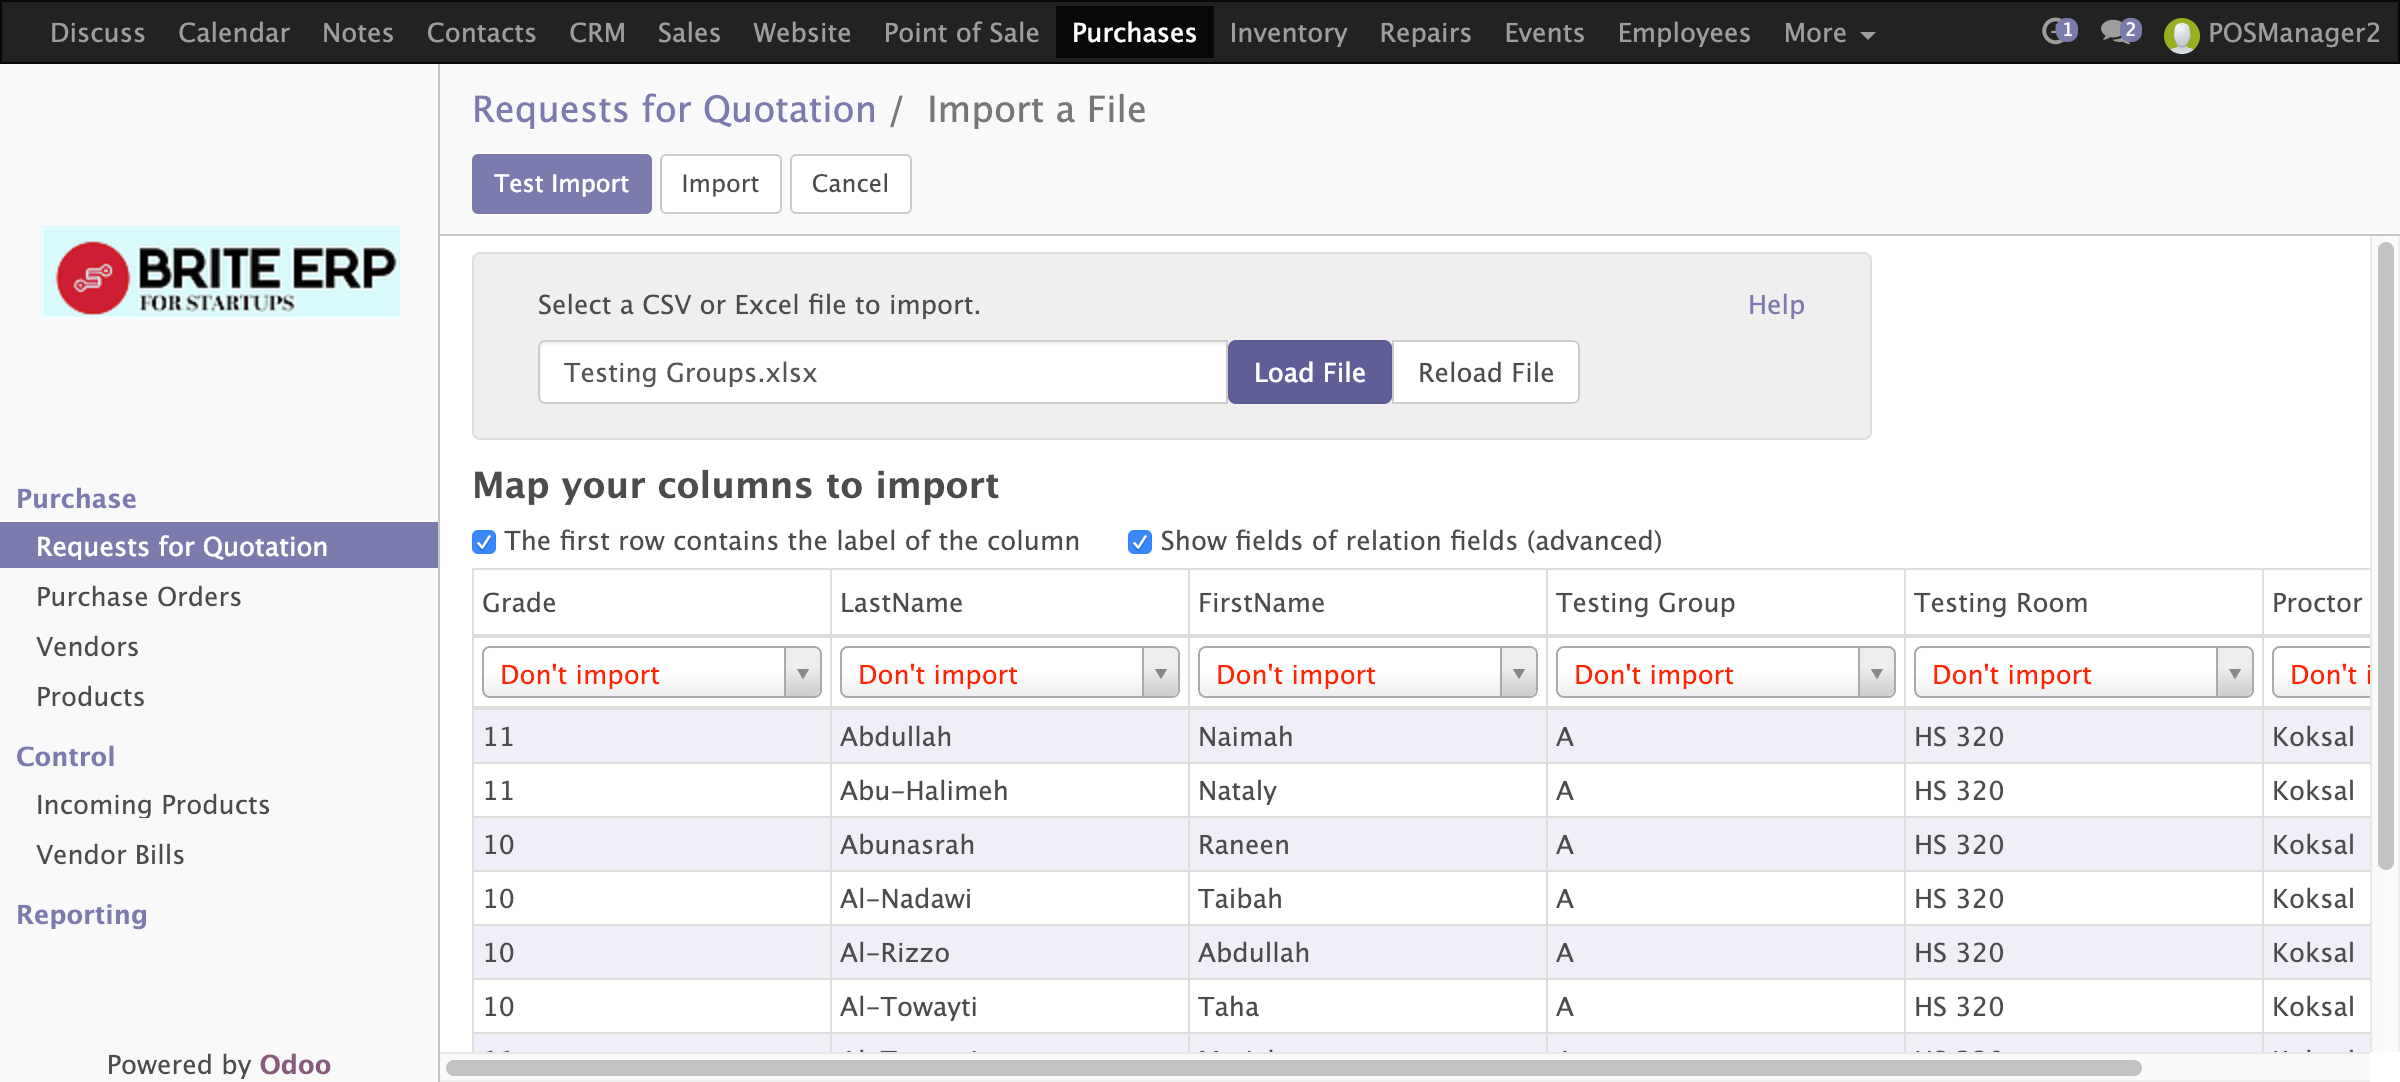 Discuss Calendar Notes Contacts CRM Sales Website Point of Sale Purchases Inventory Repairs Events Employees More 1 2 POSManager2
BRITE ERP
FOR STARTUPS
Purchase
Requests for Quotation
Purchase Orders
Vendors
Products
Control
Incoming Products
Vendor Bills
Reporting
Powered by Odoo
Requests for Quotation / Import a File
Test Import Import Cancel
Select a CSV or Excel file to import. Help
Testing Groups.xlsx Load File Reload File
Map your columns to import
The first row contains the label of the column Show fields of relation fields (advanced)
Grade LastName FirstName Testing Group Testing Room Proctor
Don't import Don't import Don't import Don't import Don't import Don't i
11 Abdullah Naimah A HS 320 Koksal
11 Abu-Halimeh Nataly A HS 320 Koksal
10 Abunasrah Raneen A HS 320 Koksal
10 Al-Nadawi Taibah A HS 320 Koksal
10 Al-Rizzo Abdullah A HS 320 Koksal
10 Al-Towayti Taha A HS 320 Koksal